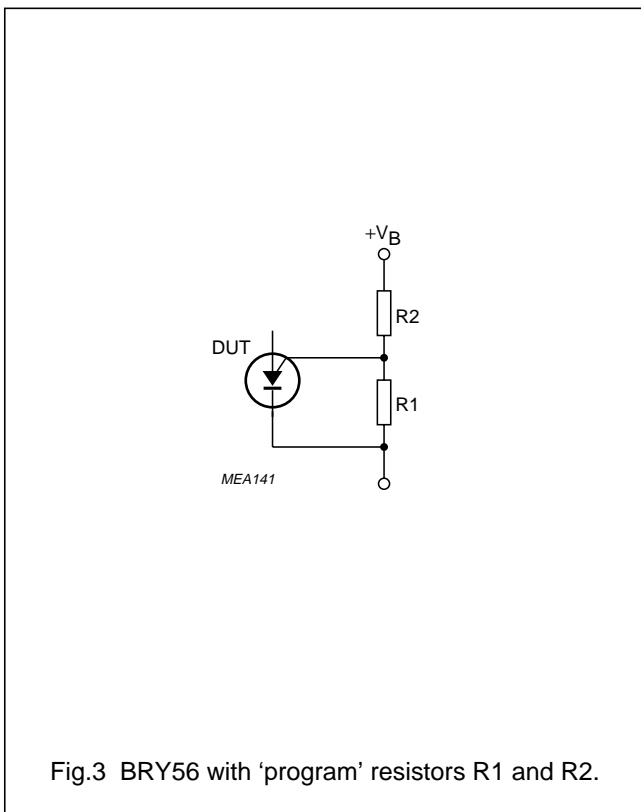 +VB
R2
DUT
R1
MEA141
Fig.3 BRY56 with ‘program’ resistors R1 and R2.